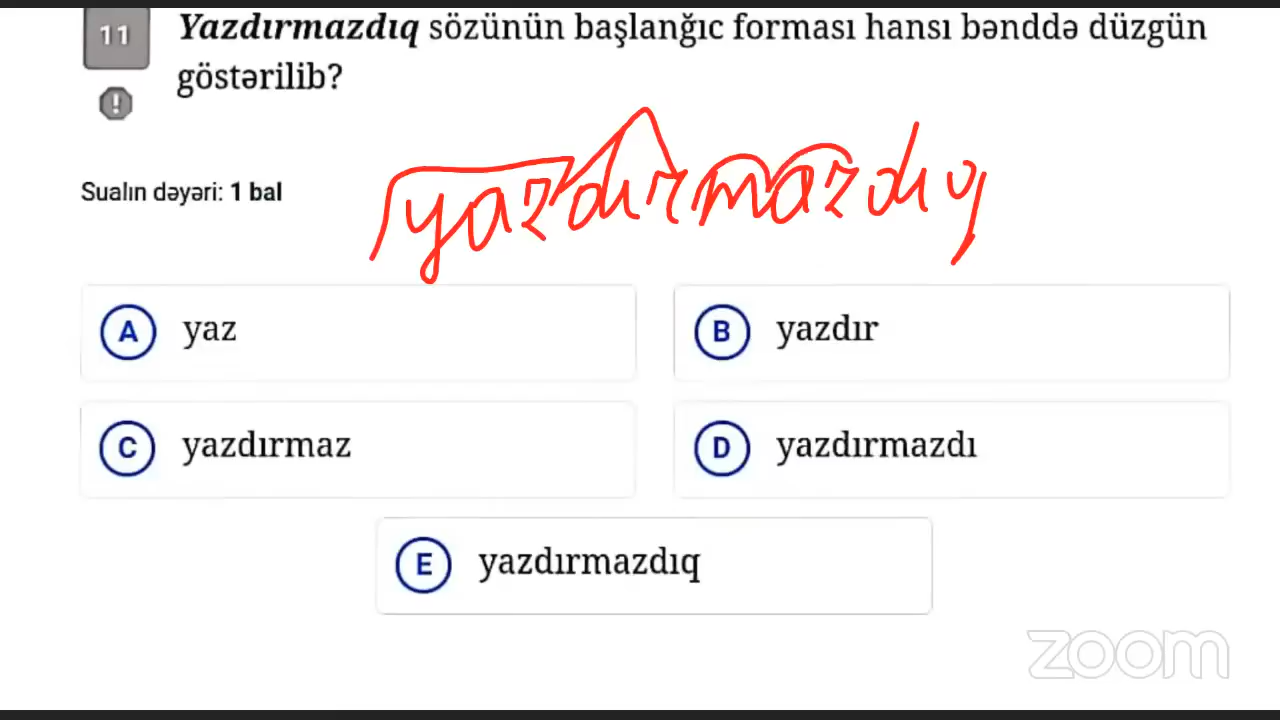 11
Yazdırmazdıq sözünün başlanğıc forması hansı bənddə düzgün
göstərilib?
!
Sualın dəyəri: 1 bal
yazdırmazdıq
A yaz
B yazdır
C yazdırmaz
D yazdırmazdı
E yazdırmazdıq
zoom